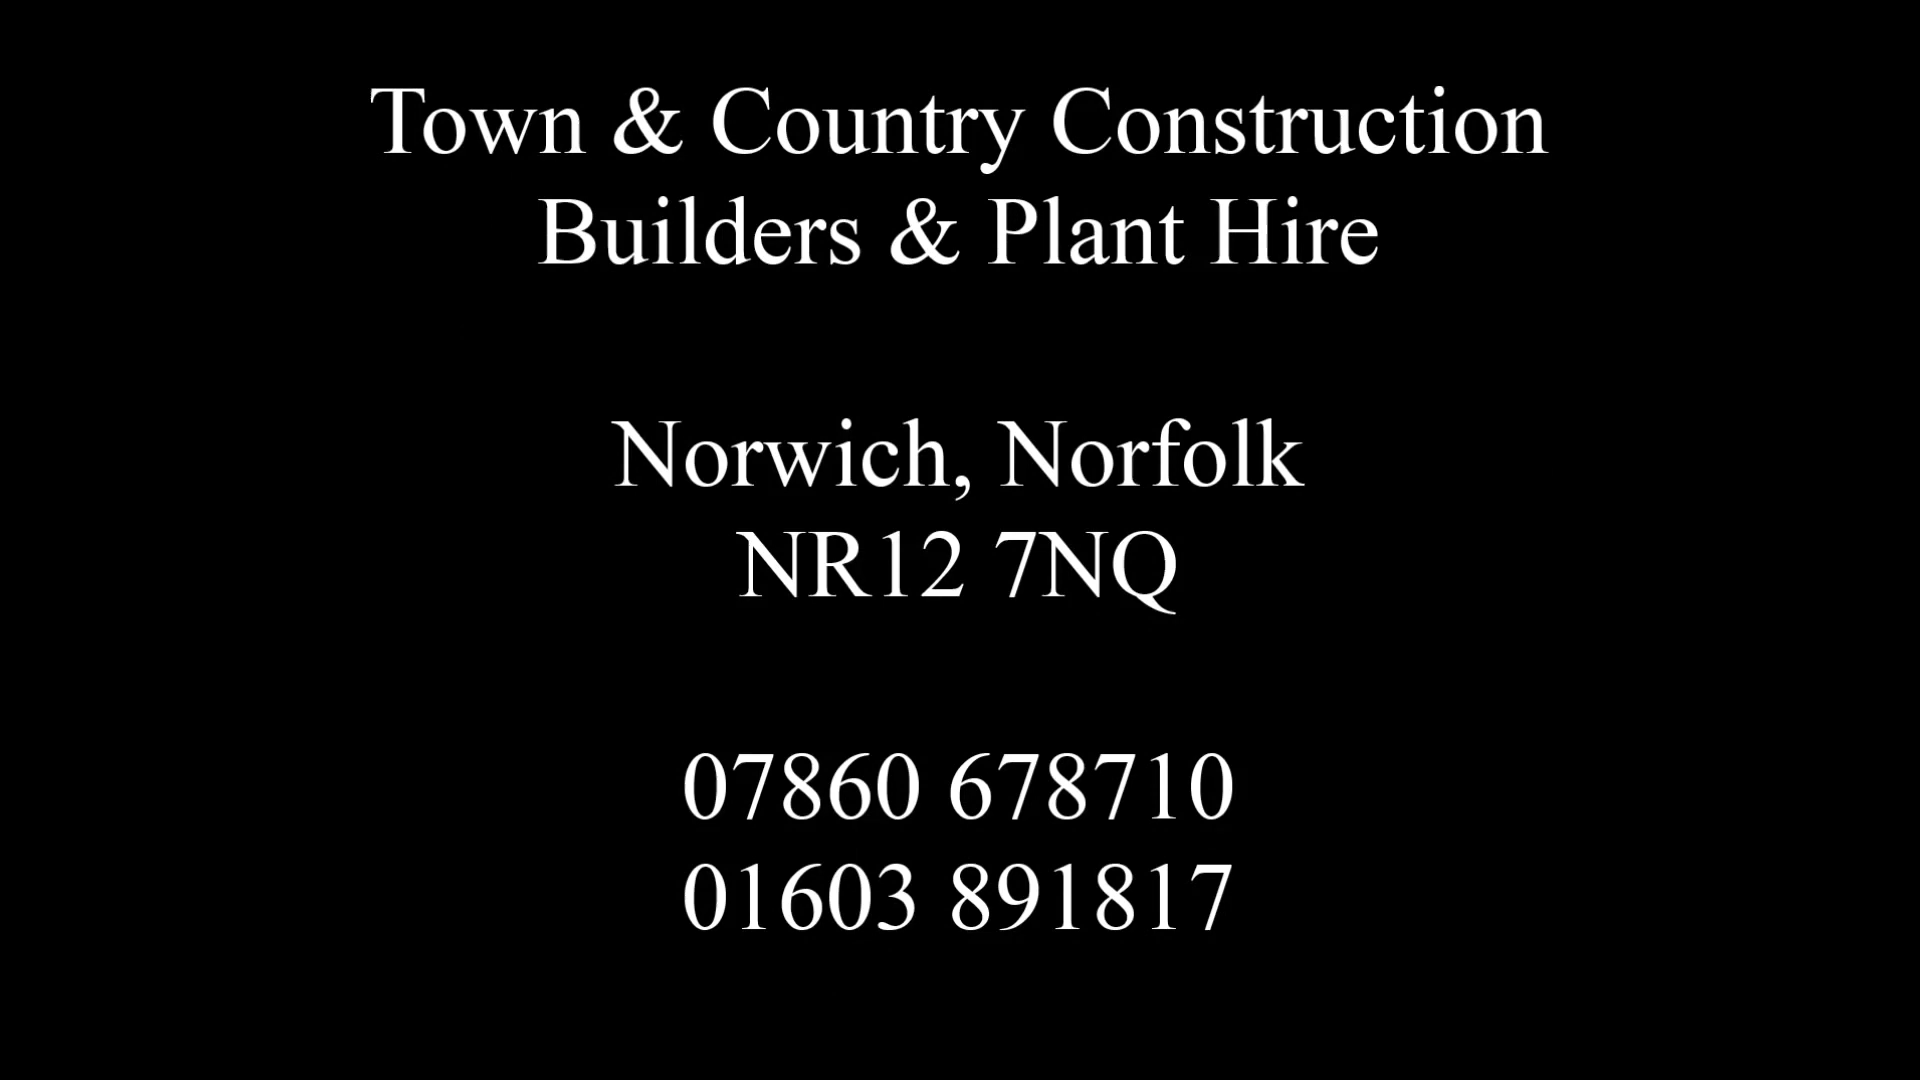 Town & Country Construction
Builders & Plant Hire
Norwich, Norfolk
NR12 7NQ
07860 678710
01603 891817